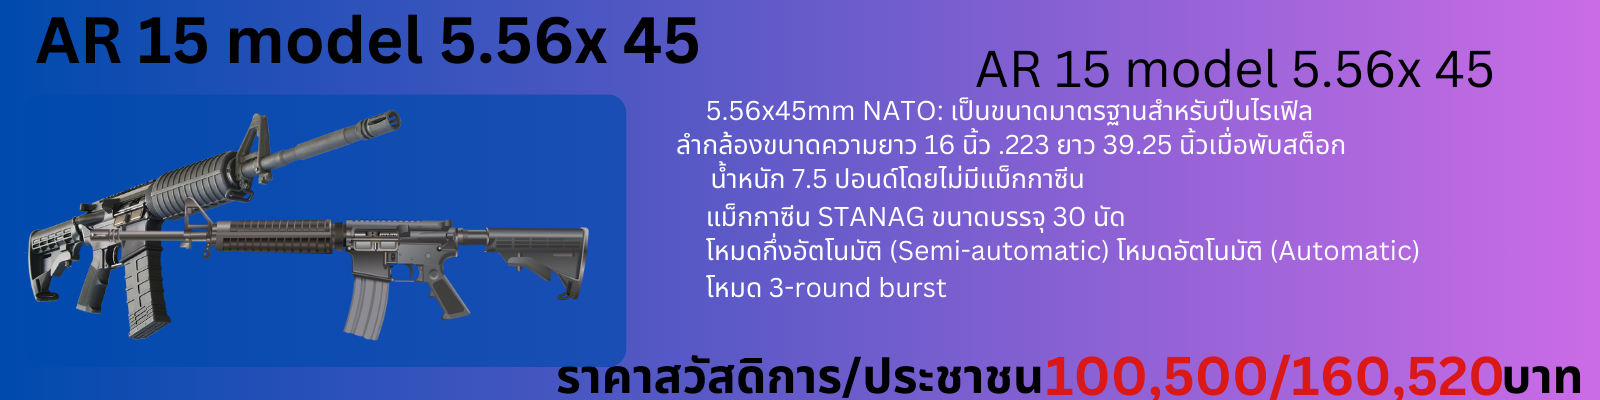 AR 15 model 5.56x 45
AR 15 model 5.56x 45
5.56x45mm NATO: เป็นขนาดมาตรฐานสำหรับปืนไรเฟิล
ลำกล้องขนาดความยาว 16 นิ้ว .223 ยาว 39.25 นิ้วเมื่อพับสต็อก
น้ำหนัก 7.5 ปอนด์โดยไม่มีแม็กกาซีน
แม็กกาซีน STANAG ขนาดบรรจุ 30 นัด
โหมดกึ่งอัตโนมัติ (Semi-automatic) โหมดอัตโนมัติ (Automatic)
โหมด 3-round burst
ราคาสวัสดิการ/ประชาชน100,500/160,520บาท